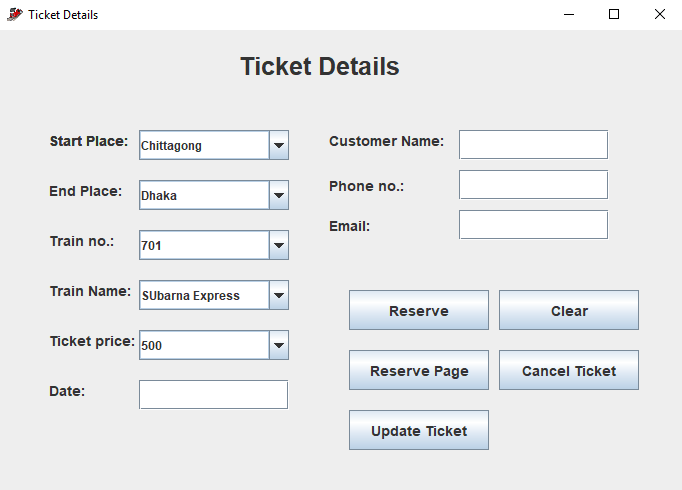 Ticket Details
Ticket Details
Start Place: Chittagong
End Place: Dhaka
Train no.: 701
Train Name: SUbarna Express
Ticket price: 500
Date:
Customer Name:
Phone no.:
Email:
Reserve Clear
Reserve Page Cancel Ticket
Update Ticket